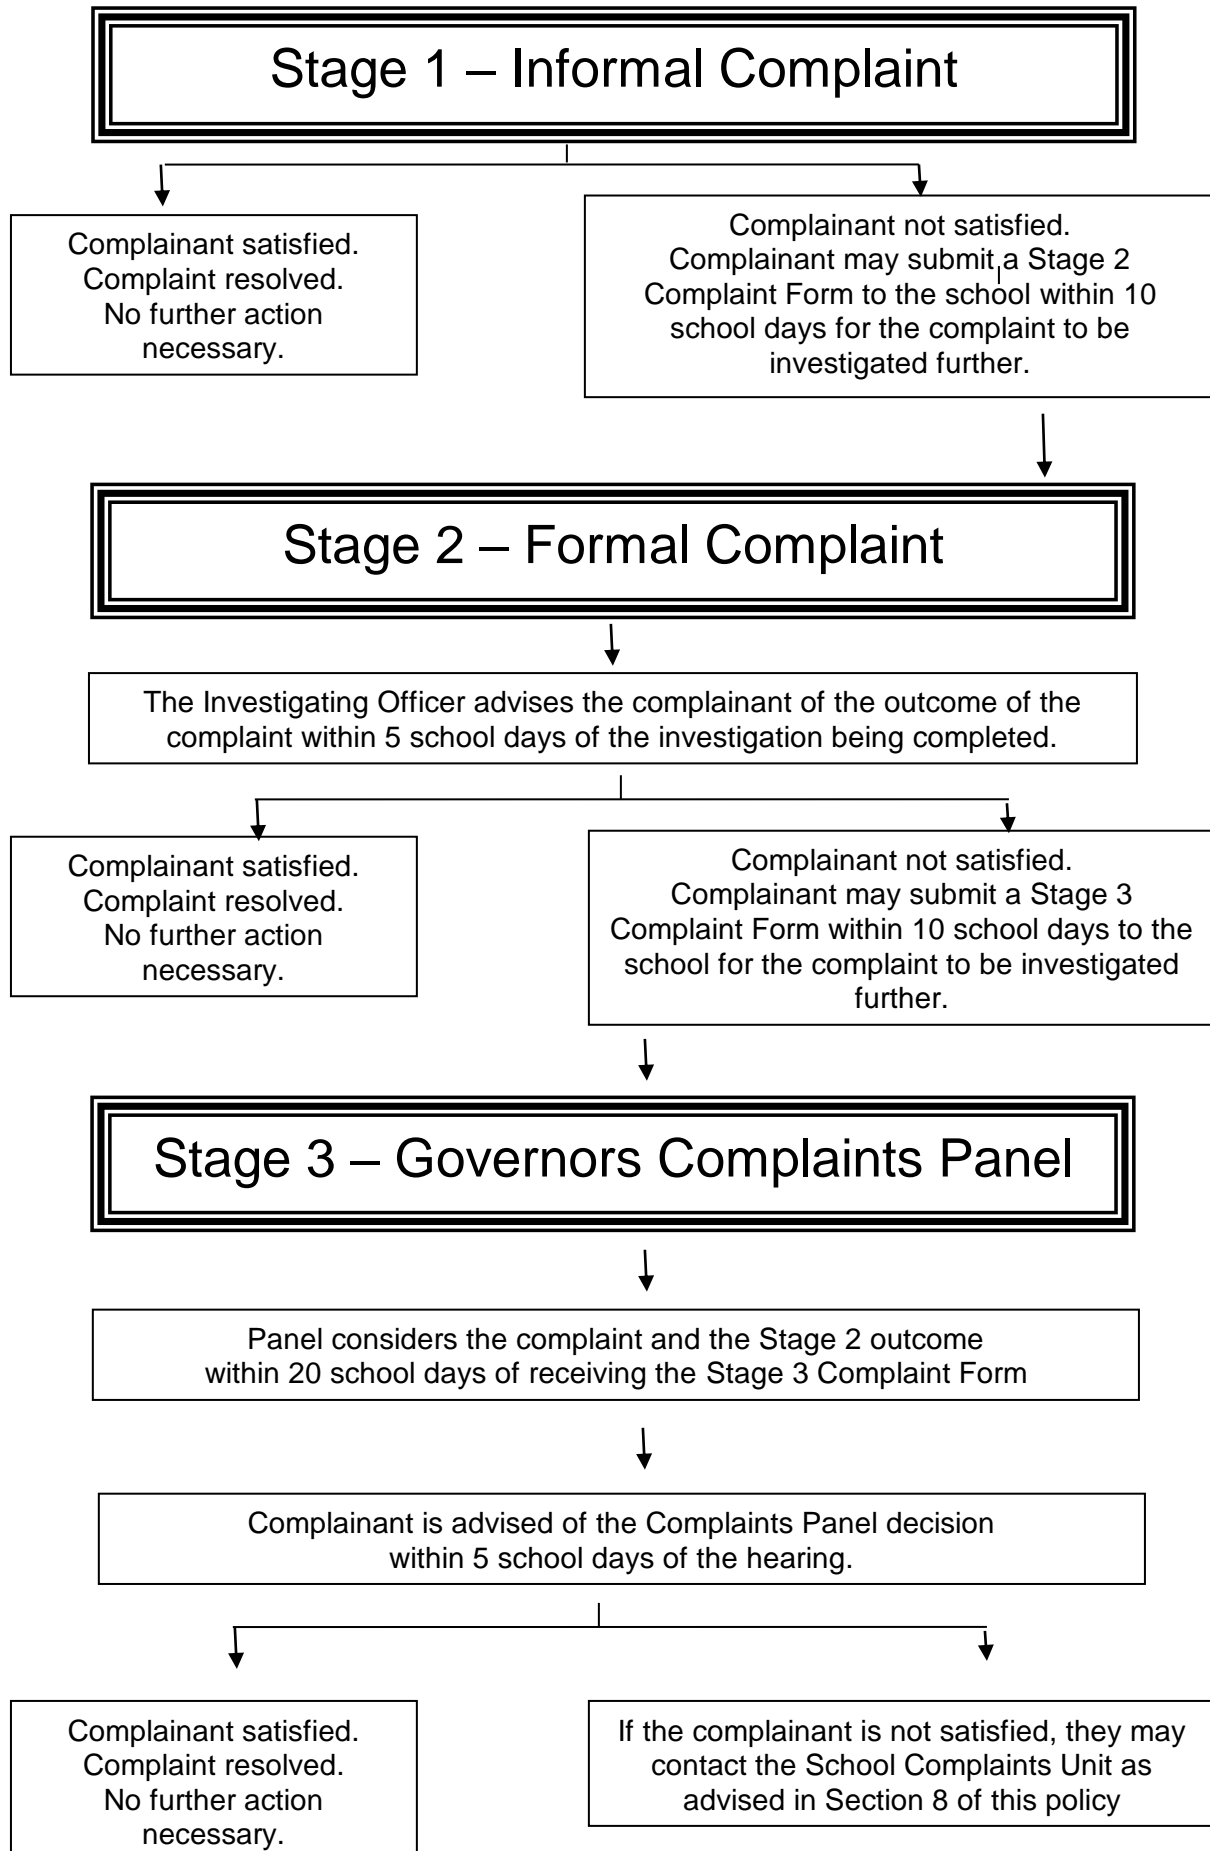 Stage 1 – Informal Complaint
Complainant satisfied.
Complaint resolved.
No further action
necessary.
Complainant not satisfied.
Complainant may submit a Stage 2
Complaint Form to the school within 10
school days for the complaint to be
investigated further.
Stage 2 – Formal Complaint
The Investigating Officer advises the complainant of the outcome of the
complaint within 5 school days of the investigation being completed.
Complainant satisfied.
Complaint resolved.
No further action
necessary.
Complainant not satisfied.
Complainant may submit a Stage 3
Complaint Form within 10 school days to the
school for the complaint to be investigated
further.
Stage 3 – Governors Complaints Panel
Panel considers the complaint and the Stage 2 outcome
within 20 school days of receiving the Stage 3 Complaint Form
Complainant is advised of the Complaints Panel decision
within 5 school days of the hearing.
Complainant satisfied.
Complaint resolved.
No further action
necessary.
If the complainant is not satisfied, they may
contact the School Complaints Unit as
advised in Section 8 of this policy